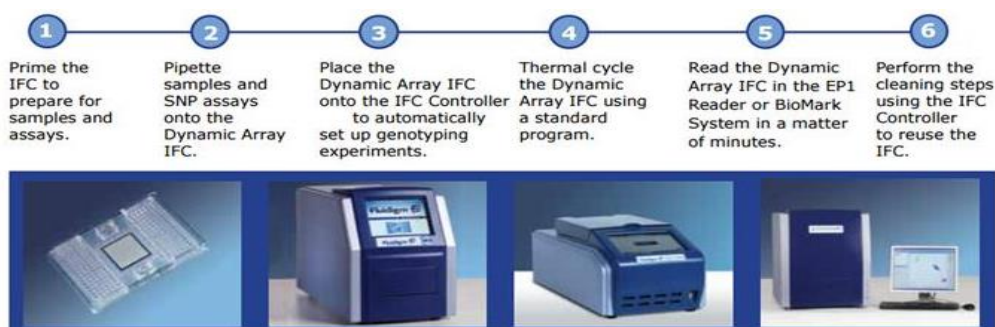 1
2
3
4
5
6
Prime the
IFC to
prepare for
samples and
assays.
Pipette
samples and
SNP assays
onto the
Dynamic Array
IFC.
Place the
Dynamic Array IFC
onto the IFC Controller
to automatically
set up genotyping
experiments.
Thermal cycle
the Dynamic
Array IFC using
a standard
program.
Read the Dynamic
Array IFC in the EP1
Reader or BioMark
System in a matter
of minutes.
Perform the
cleaning steps
using the IFC
Controller
to reuse the
IFC.
Fluidigm
Fluidigm